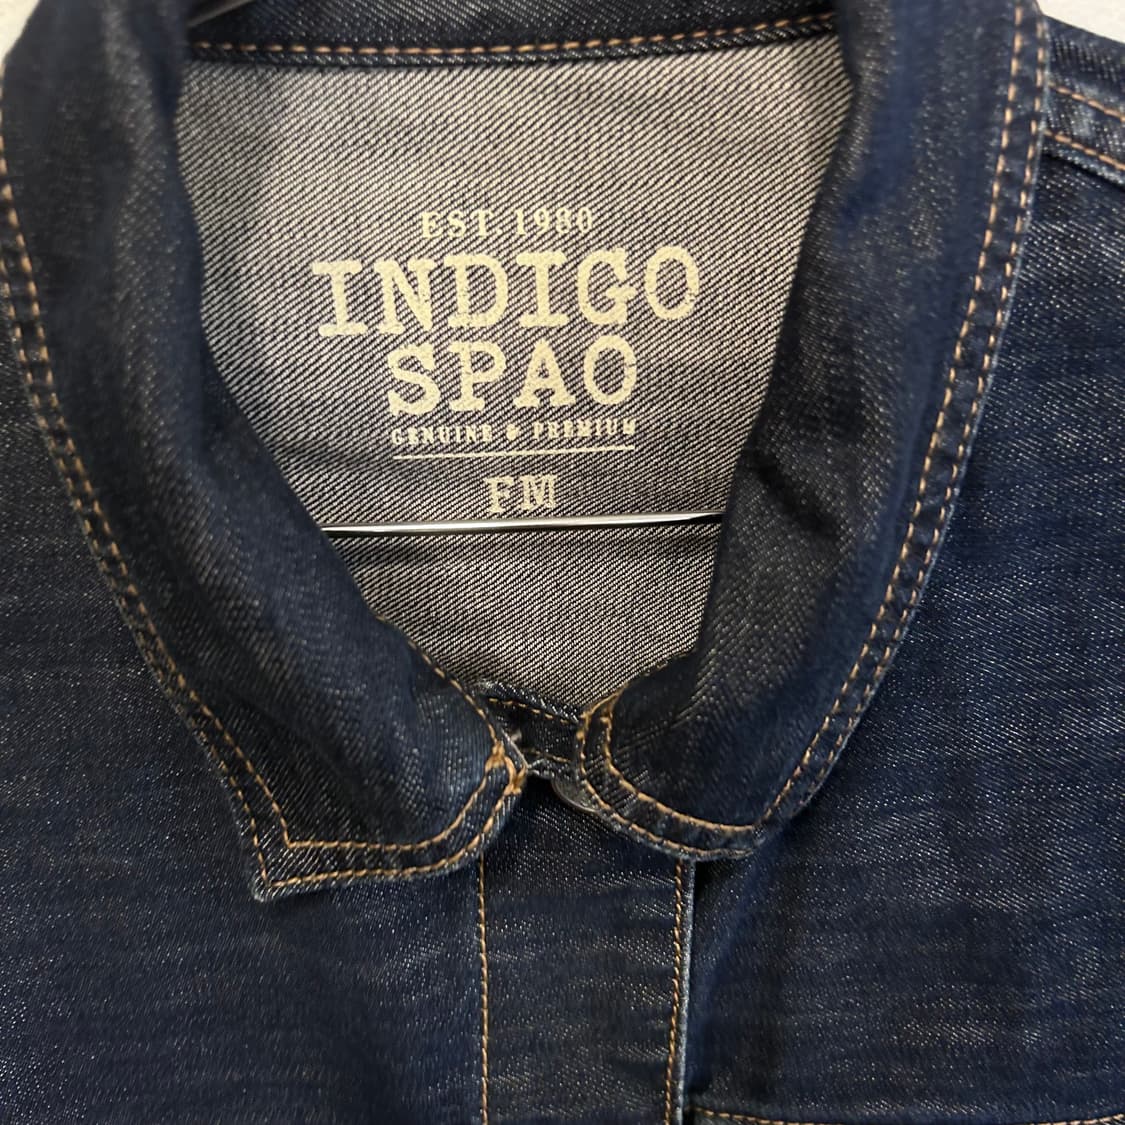 EST. 1980
INDIGO
SPAO
GENUINE & PREMIUM
FM